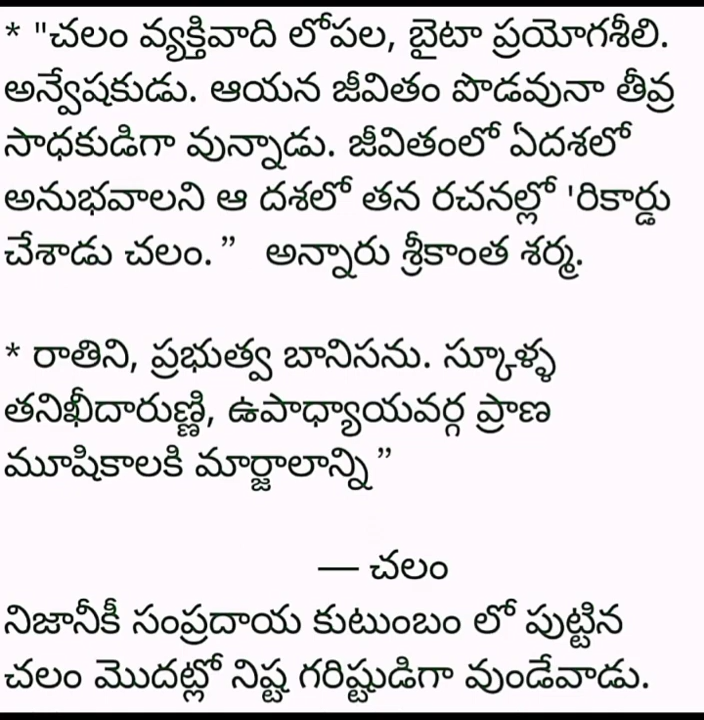 * "చలం వ్యక్తివాది లోపల, బైటా ప్రయోగశీలి.
అన్వేషకుడు. ఆయన జీవితం పొడవునా తీవ్ర
సాధకుడిగా వున్నాడు. జీవితంలో ఏదశలో
అనుభవాలని ఆ దశలో తన రచనల్లో 'రికార్డు
చేశాడు చలం.” అన్నారు శ్రీకాంత శర్మ.
* రాతిని, ప్రభుత్వ బానిసను. స్కూళ్ళ
తనిఖీదారుణ్ణి, ఉపాధ్యాయవర్గ ప్రాణ
మూషికాలకి మార్జాలాన్ని”
— చలం
నిజానికీ సంప్రదాయ కుటుంబం లో పుట్టిన
చలం మొదట్లో నిష్ట గరిష్టుడిగా వుండేవాడు.